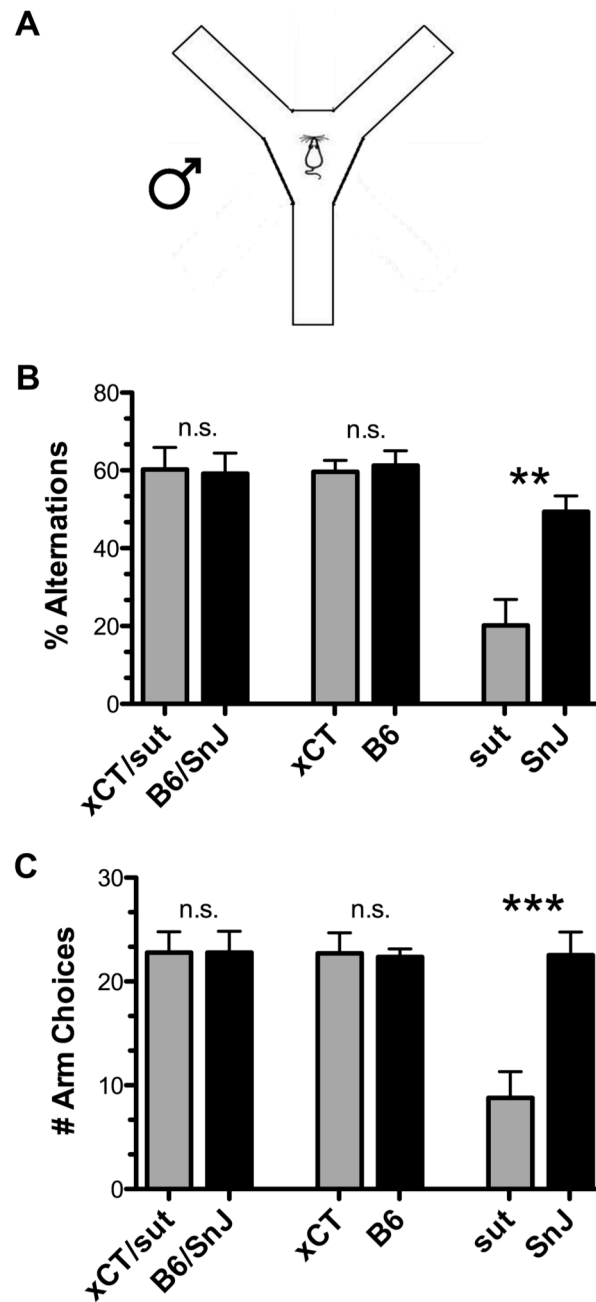 A
♂
B
80
60
40
20
0
% Alternations
n.s.
n.s.
**
xCT/sut
B6/SnJ
xCT
B6
sut
SnJ
C
30
20
10
0
# Arm Choices
n.s.
n.s.
***
xCT/sut
B6/SnJ
xCT
B6
sut
SnJ